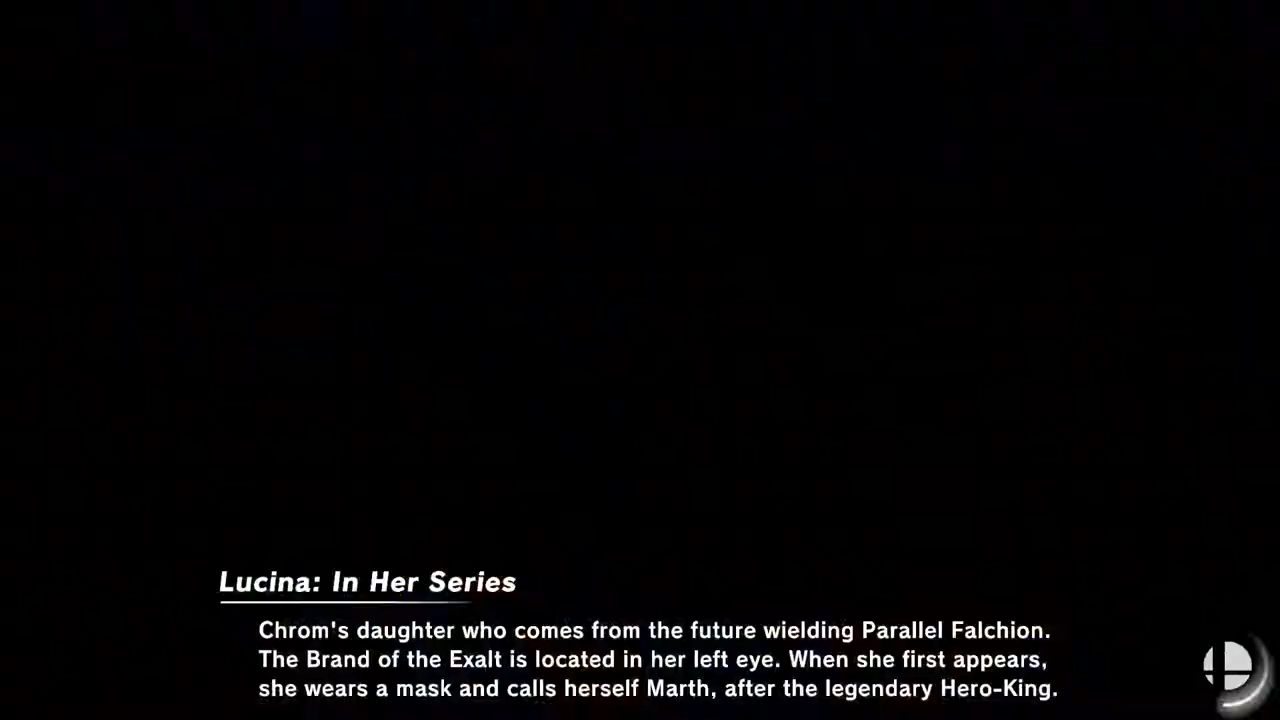 Lucina: In Her Series
Chrom's daughter who comes from the future wielding Parallel Falchion.
The Brand of the Exalt is located in her left eye. When she first appears,
she wears a mask and calls herself Marth, after the legendary Hero-King.